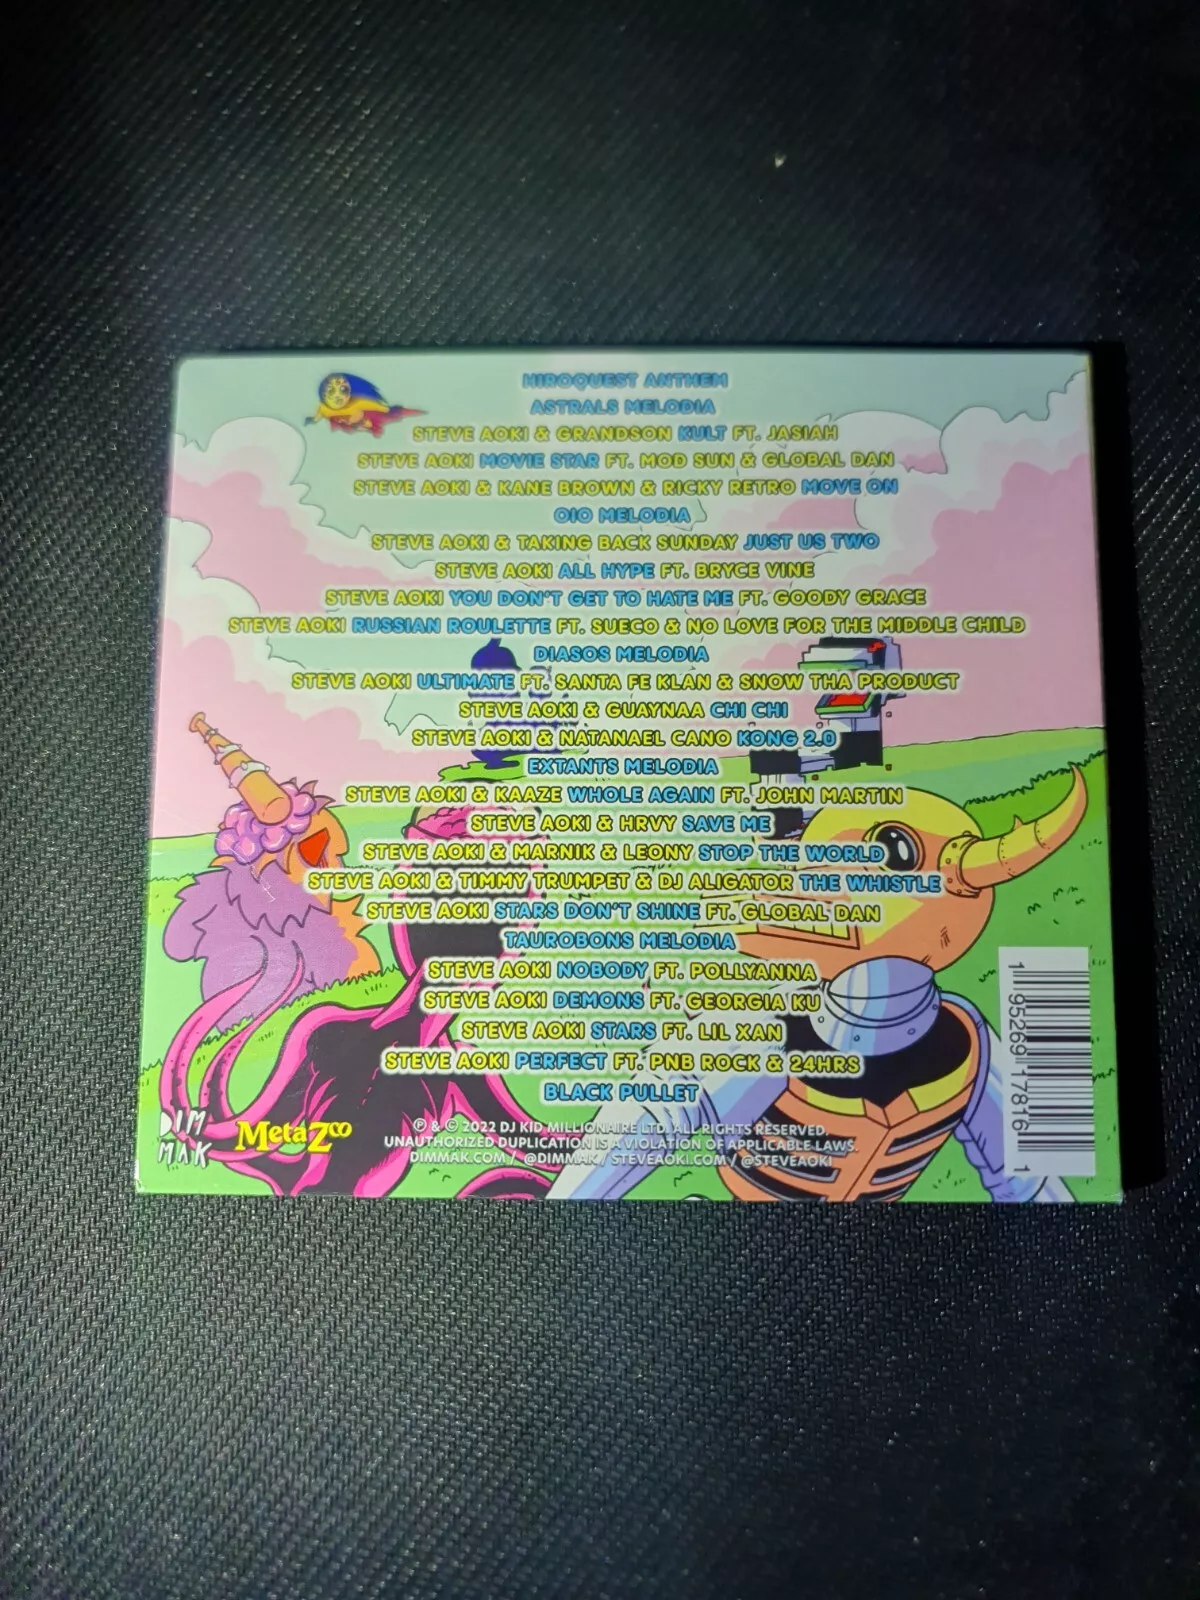 HIROQUEST ANTHEM
ASTRALS MELODIA
STEVE AOKI & GRANDSON KULT FT. JASIAH
STEVE AOKI MOVIE STAR FT. MOD SUN & GLOBAL DAN
STEVE AOKI & KANE BROWN & RICKY RETRO MOVE ON
OIO MELODIA
STEVE AOKI & TAKING BACK SUNDAY JUST US TWO
STEVE AOKI ALL HYPE FT. BRYCE VINE
STEVE AOKI YOU DON'T GET TO HATE ME FT. GOODY GRACE
STEVE AOKI RUSSIAN ROULETTE FT. SUECO & NO LOVE FOR THE MIDDLE CHILD
DIASOS MELODIA
STEVE AOKI ULTIMATE FT. SANTA FE KLAN & SNOW THA PRODUCT
STEVE AOKI & GUAYNAA CHI CHI
STEVE AOKI & NATANAEL CANO KONG 2.0
EXTANTS MELODIA
STEVE AOKI & KAAZE WHOLE AGAIN FT. JOHN MARTIN
STEVE AOKI & HRVY SAVE ME
STEVE AOKI & MARNIK & LEONY STOP THE WORLD
STEVE AOKI & TIMMY TRUMPET & DJ ALIGATOR THE WHISTLE
STEVE AOKI STARS DON'T SHINE FT. GLOBAL DAN
TAUROBONS MELODIA
STEVE AOKI NOBODY FT. POLLYANNA
STEVE AOKI DEMONS FT. GEORGIA KU
STEVE AOKI STARS FT. LIL XAN
STEVE AOKI PERFECT FT. PNB ROCK & 24HRS
BLACK PULLET
DIM
MAK
MetaZoo
℗ & © 2022 DJ KID MILLIONAIRE LTD. ALL RIGHTS RESERVED.
UNAUTHORIZED DUPLICATION IS A VIOLATION OF APPLICABLE LAWS.
DIMMAK.COM / @DIMMAK / STEVEAOKI.COM / @STEVEAOKI
1 95269 17816 1